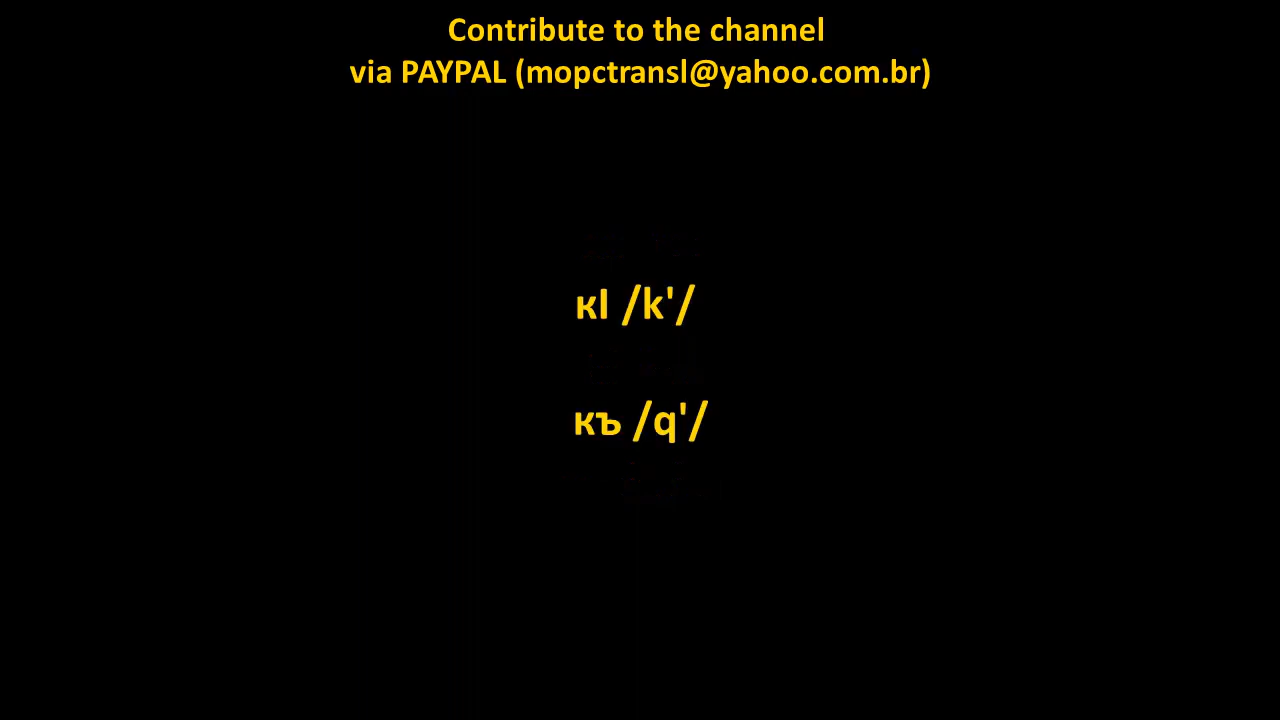 Contribute to the channel
via PAYPAL (mopctransl@yahoo.com.br)
кӀ /k'/
къ /q'/